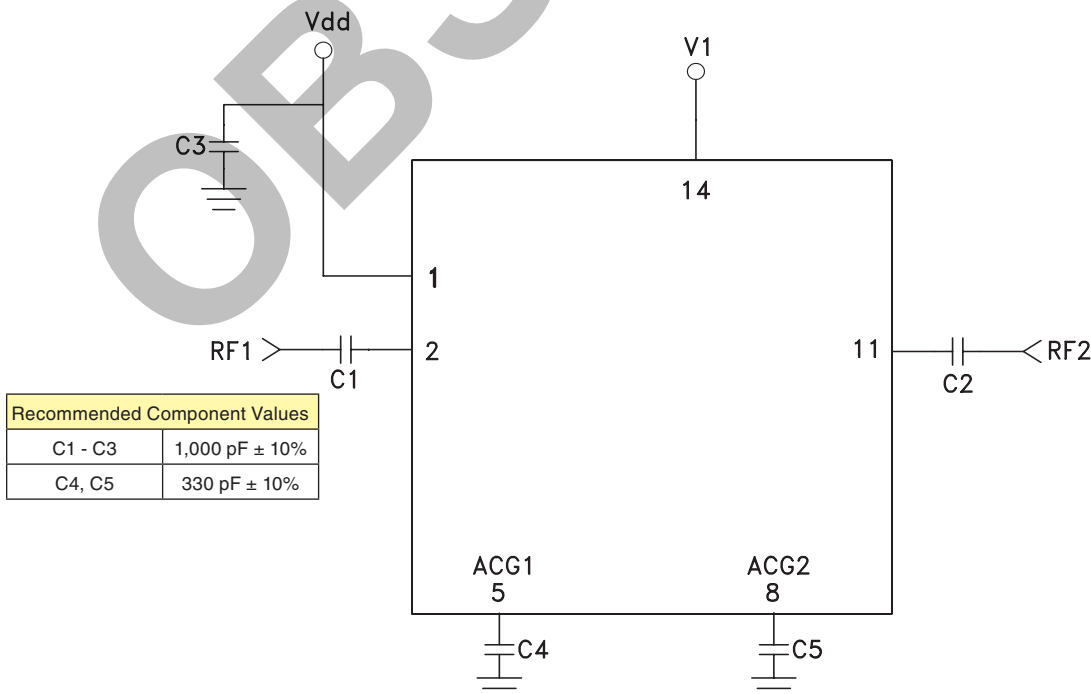 Vdd
V1
C3
14
1
RF1
2
11
RF2
C1
C2
Recommended Component Values
C1 - C3 1,000 pF ± 10%
C4, C5 330 pF ± 10%
ACG1
5
ACG2
8
C4
C5